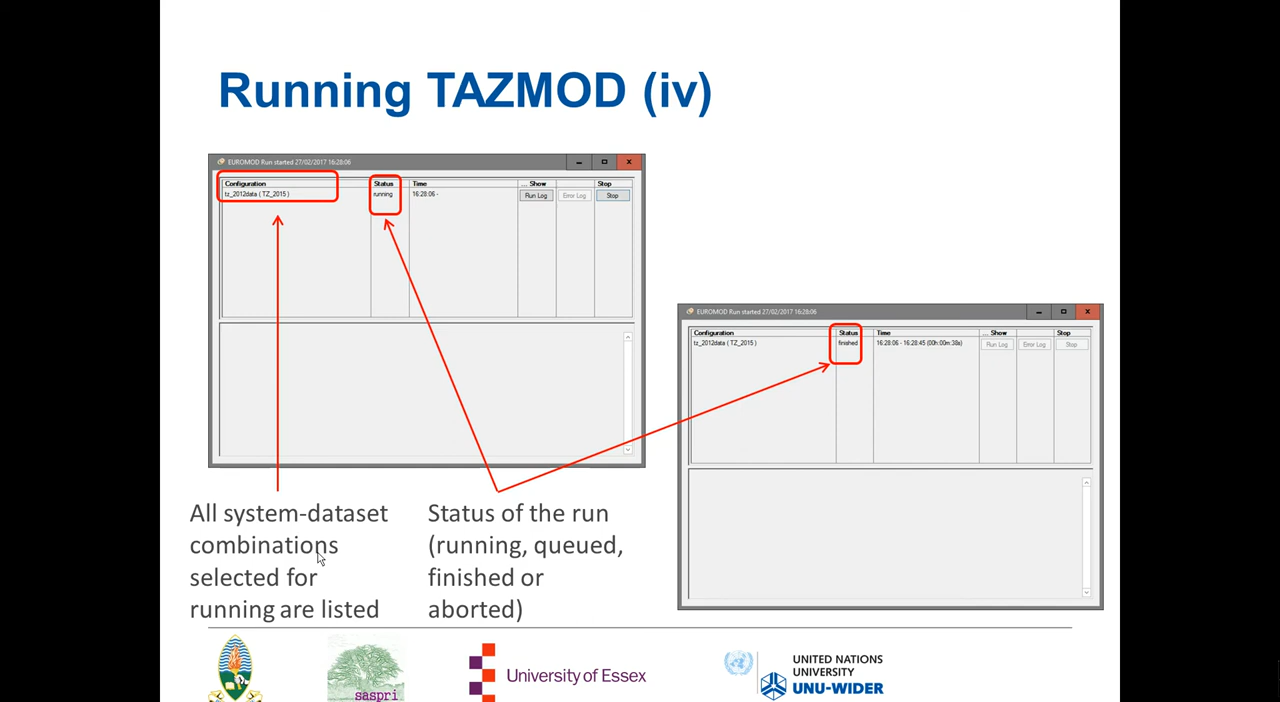 Running TAZMOD (iv)
EUROMOD Run started 27/02/2017 16:28:06
Configuration Status Time ... Show Stop
tz_2012data ( TZ_2015 ) running 16:28:06 - Run Log Error Log Stop
EUROMOD Run started 27/02/2017 16:28:06
Configuration Status Time ... Show Stop
tz_2012data ( TZ_2015 ) finished 16:28:06 - 16:28:45 (00h:00m:38s) Run Log Error Log Stop
All system-dataset
combinations
selected for
running are listed
Status of the run
(running, queued,
finished or
aborted)
saspri
University of Essex
UNITED NATIONS
UNIVERSITY
UNU-WIDER